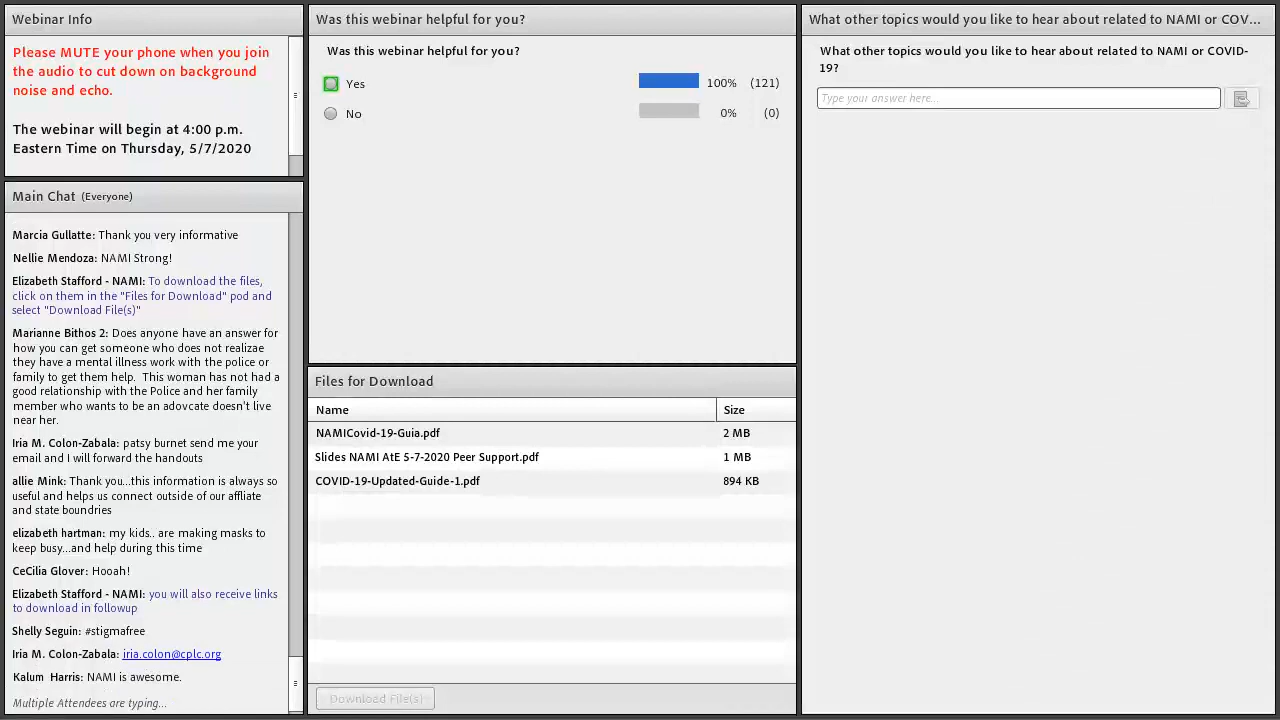 Webinar Info
Please MUTE your phone when you join
the audio to cut down on background
noise and echo.
The webinar will begin at 4:00 p.m.
Eastern Time on Thursday, 5/7/2020
Main Chat (Everyone)
Marcia Gullatte: Thank you very informative
Nellie Mendoza: NAMI Strong!
Elizabeth Stafford - NAMI: To download the files,
click on them in the "Files for Download" pod and
select "Download File(s)"
Marianne Bithos 2: Does anyone have an answer for
how you can get someone who does not realizae
they have a mental illness work with the police or
family to get them help. This woman has not had a
good relationship with the Police and her family
member who wants to be an adovcate doesn't live
near her.
Iria M. Colon-Zabala: patsy burnet send me your
email and I will forward the handouts
allie Mink: Thank you...this information is always so
useful and helps us connect outside of our affliate
and state boundries
elizabeth hartman: my kids.. are making masks to
keep busy...and help during this time
CeCilia Glover: Hooah!
Elizabeth Stafford - NAMI: you will also receive links
to download in followup
Shelly Seguin: #stigmafree
Iria M. Colon-Zabala: iria.colon@cplc.org
Kalum Harris: NAMI is awesome.
Multiple Attendees are typing...
Was this webinar helpful for you?
Was this webinar helpful for you?
Yes 100% (121)
No 0% (0)
Files for Download
Name Size
NAMICovid-19-Guia.pdf 2 MB
Slides NAMI AtE 5-7-2020 Peer Support.pdf 1 MB
COVID-19-Updated-Guide-1.pdf 894 KB
Download File(s)
What other topics would you like to hear about related to NAMI or COV...
What other topics would you like to hear about related to NAMI or COVID-
19?
Type your answer here...